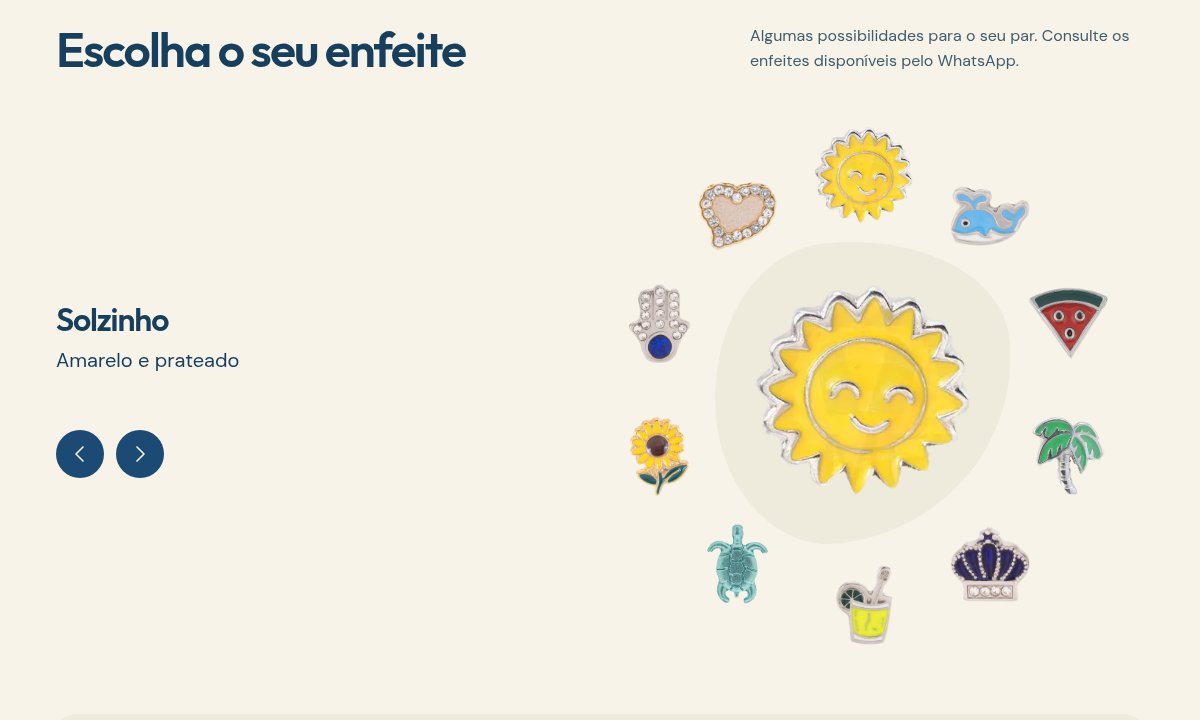 Escolha o seu enfeite
Algumas possibilidades para o seu par. Consulte os
enfeites disponíveis pelo WhatsApp.
Solzinho
Amarelo e prateado